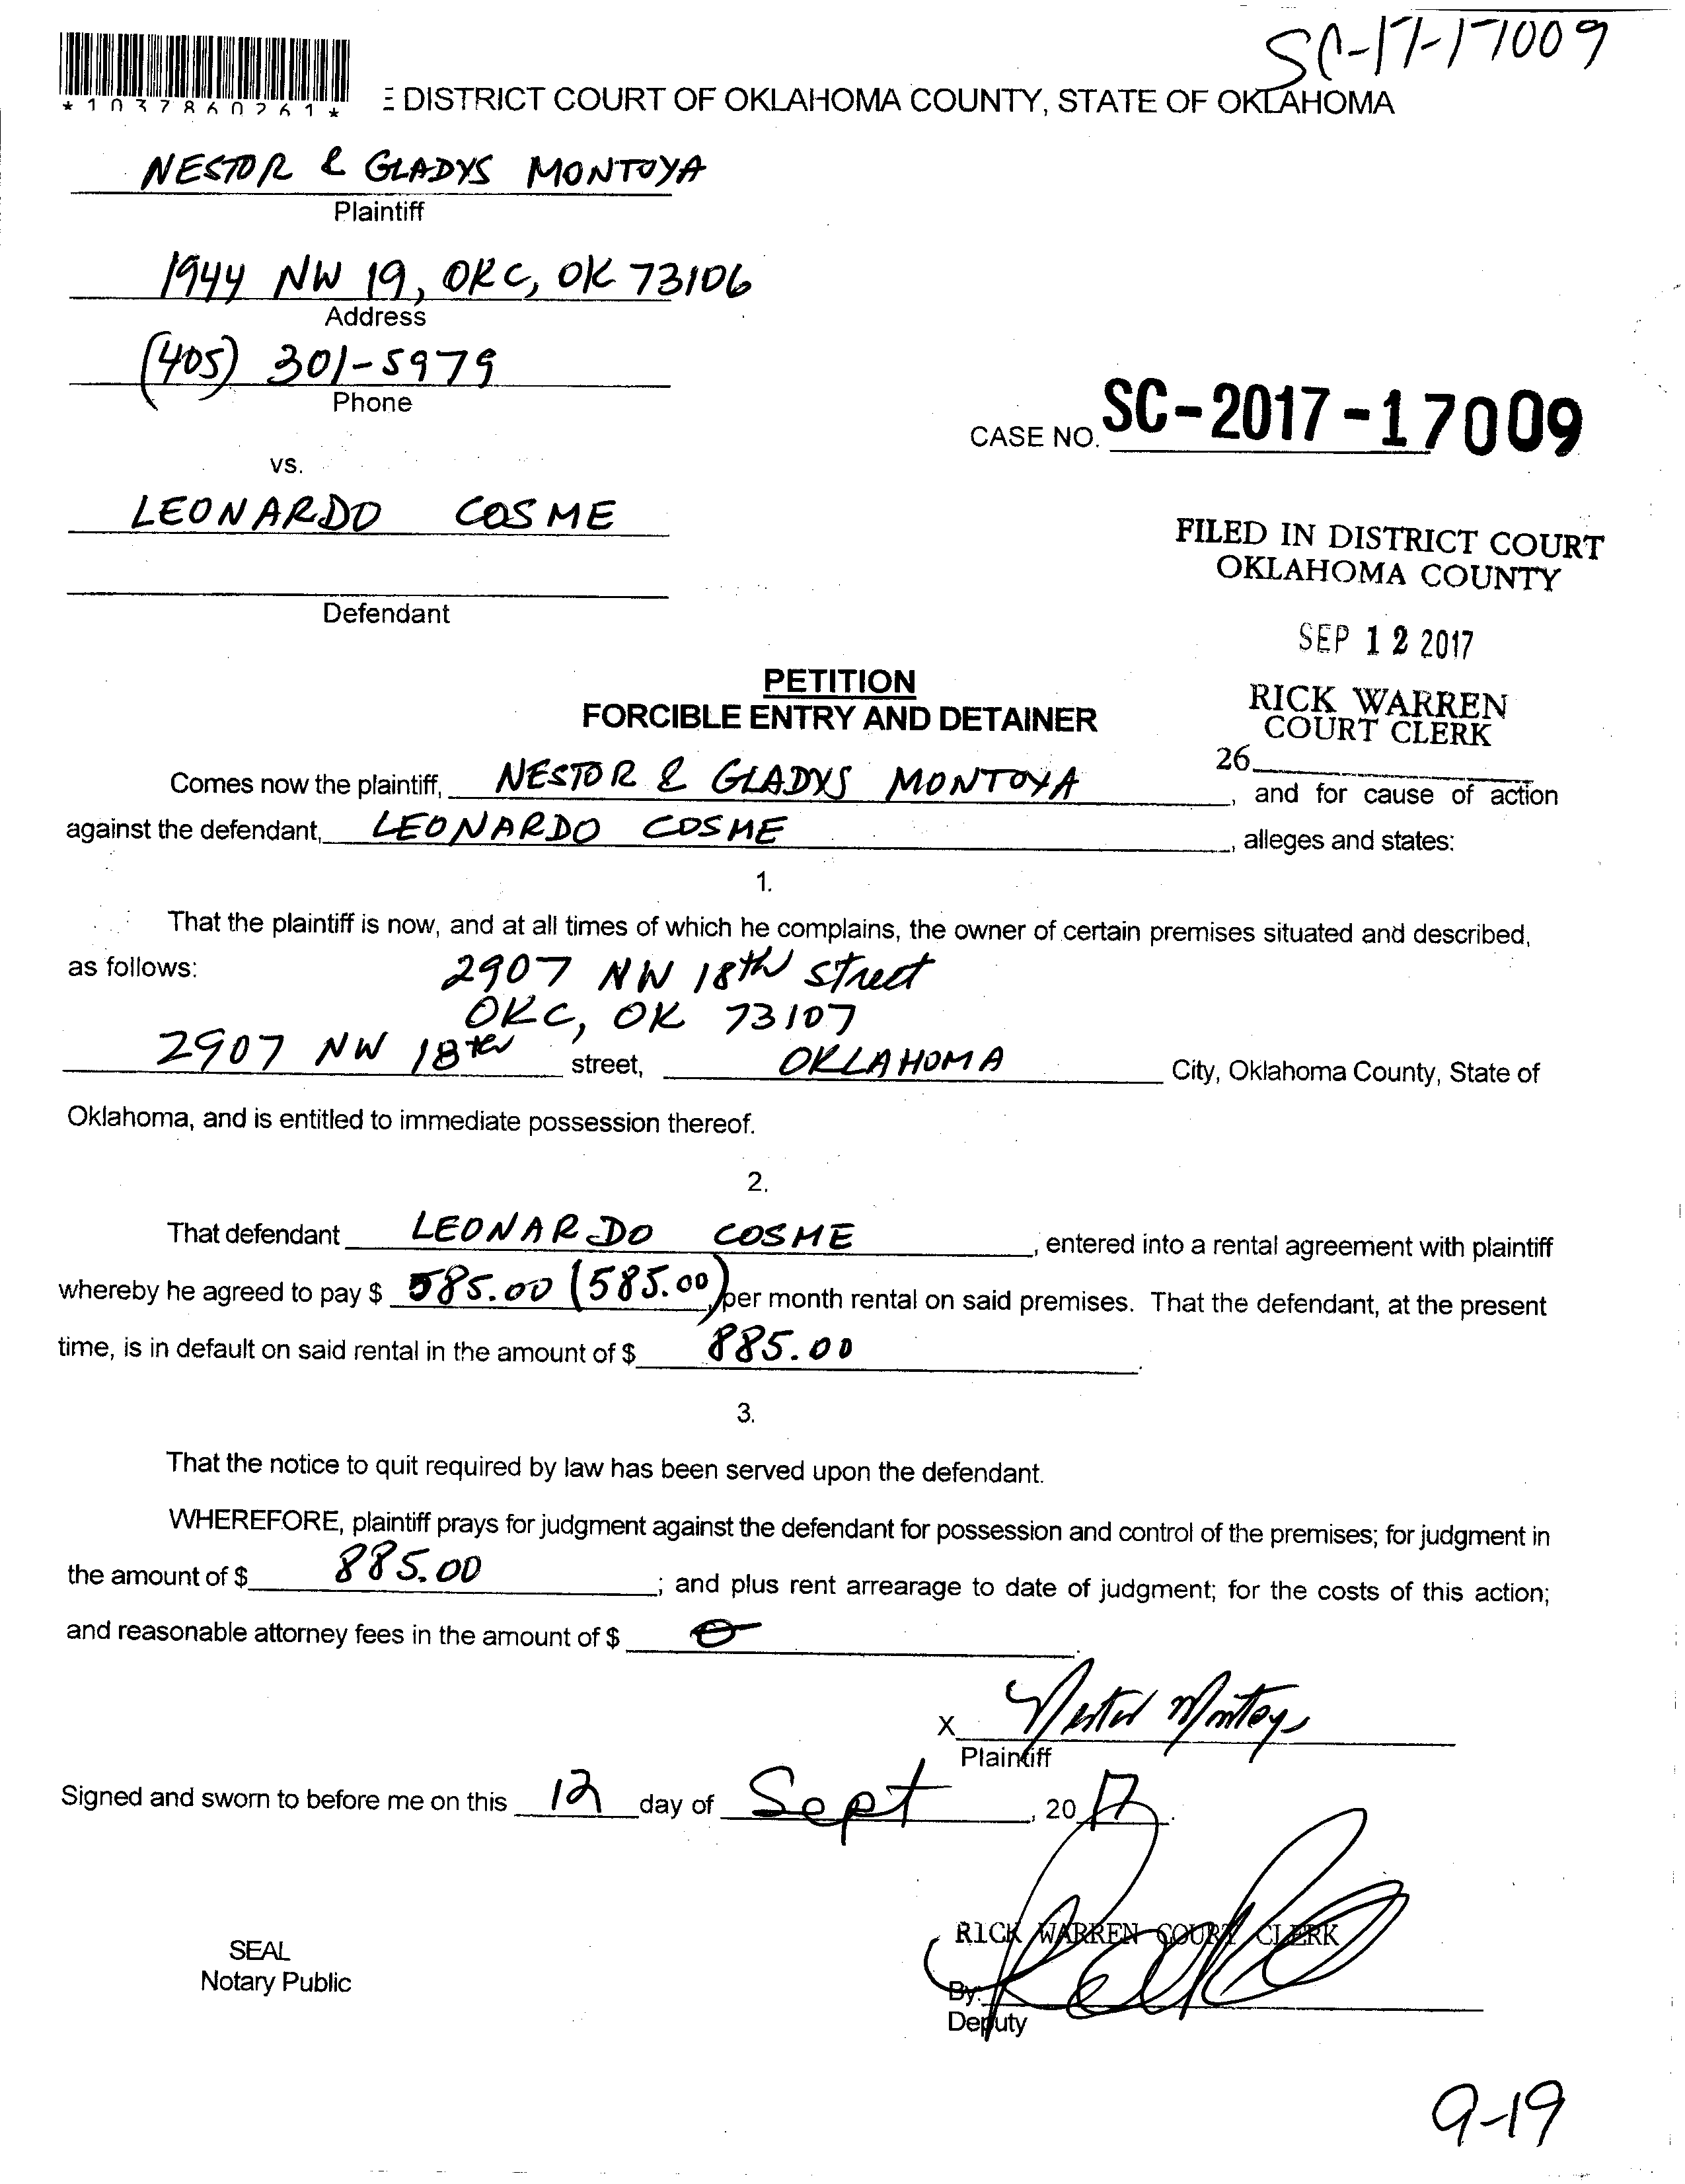 SC-17-17009
*1037860261*
E DISTRICT COURT OF OKLAHOMA COUNTY, STATE OF OKLAHOMA
NESTOR & GLADYS MONTOYA
Plaintiff
1944 NW 19, OKC, OK 73106
Address
(405) 301-5979
Phone
CASE NO. SC-2017-17009
vs.
LEONARDO COSME
FILED IN DISTRICT COURT
OKLAHOMA COUNTY
Defendant
SEP 12 2017
PETITION
FORCIBLE ENTRY AND DETAINER
RICK WARREN
COURT CLERK
26
Comes now the plaintiff, NESTOR & GLADYS MONTOYA, and for cause of action
against the defendant, LEONARDO COSME, alleges and states:
1.
That the plaintiff is now, and at all times of which he complains, the owner of certain premises situated and described,
as follows: 2907 NW 18th street
OKC, OK 73107
2907 NW 18th street, OKLAHOMA City, Oklahoma County, State of
Oklahoma, and is entitled to immediate possession thereof.
2.
That defendant LEONARDO COSME, entered into a rental agreement with plaintiff
whereby he agreed to pay $ 585.00 (585.00), per month rental on said premises. That the defendant, at the present
time, is in default on said rental in the amount of $ 885.00.
3.
That the notice to quit required by law has been served upon the defendant.
WHEREFORE, plaintiff prays for judgment against the defendant for possession and control of the premises; for judgment in
the amount of $ 885.00; and plus rent arrearage to date of judgment; for the costs of this action;
and reasonable attorney fees in the amount of $ 0.
X Nestor Montoya
Plaintiff
Signed and sworn to before me on this 12 day of Sept, 2017.
RICK WARREN COURT CLERK
SEAL
Notary Public
By:
Deputy
9-19